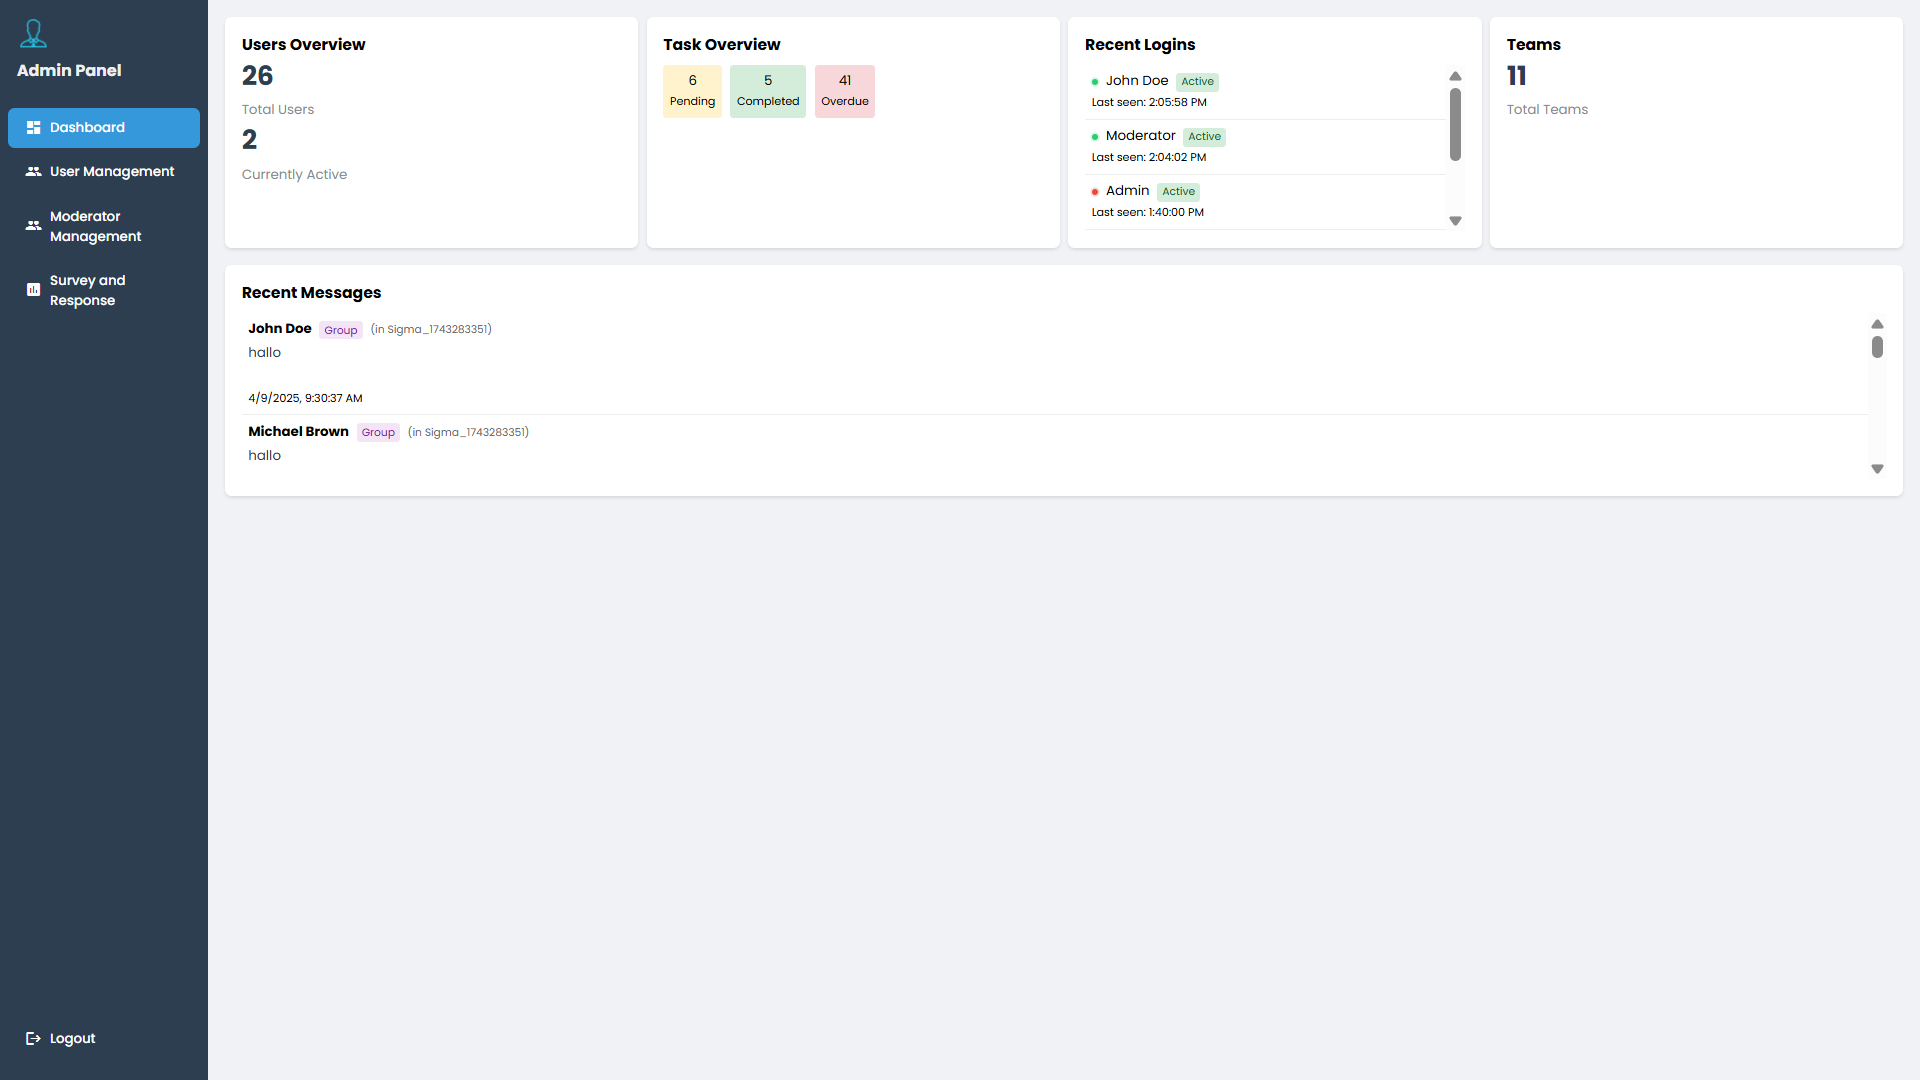 Admin Panel
Dashboard
User Management
Moderator
Management
Survey and
Response
Logout
Users Overview
26
Total Users
2
Currently Active
Task Overview
6
Pending
5
Completed
41
Overdue
Recent Logins
John Doe Active
Last seen: 2:05:58 PM
Moderator Active
Last seen: 2:04:02 PM
Admin Active
Last seen: 1:40:00 PM
Teams
11
Total Teams
Recent Messages
John Doe Group (in Sigma_1743283351)
hallo
4/9/2025, 9:30:37 AM
Michael Brown Group (in Sigma_1743283351)
hallo